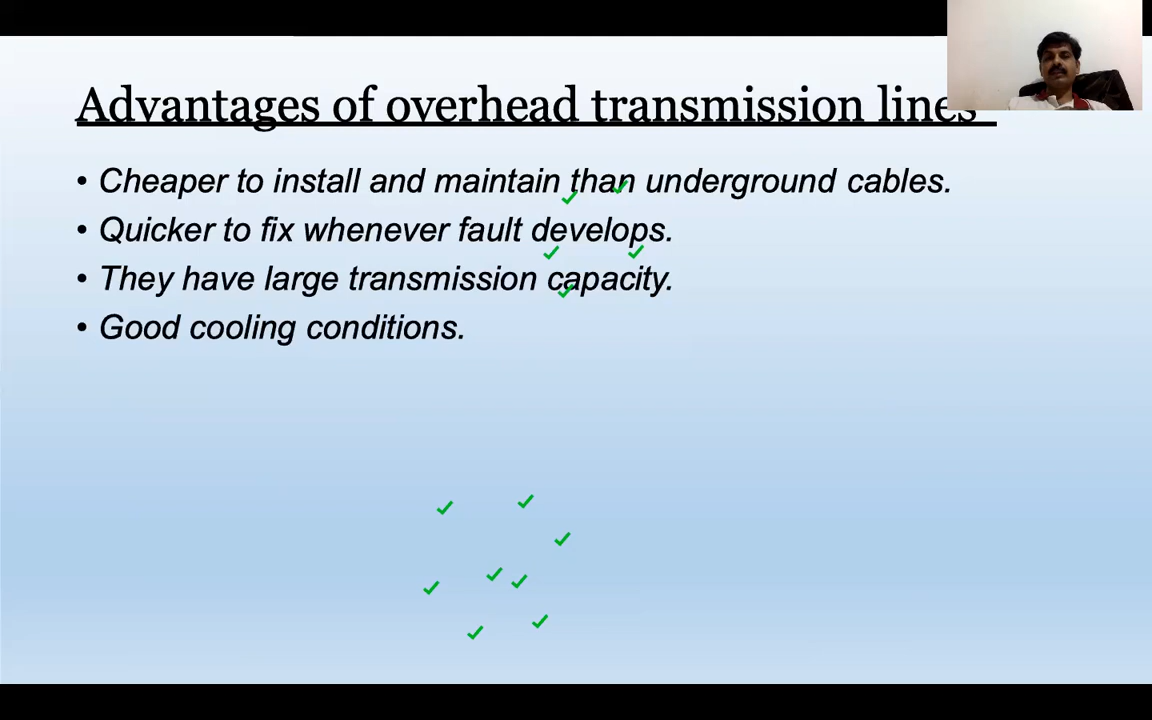 Advantages of overhead transmission lines
• Cheaper to install and maintain than underground cables.
• Quicker to fix whenever fault develops.
• They have large transmission capacity.
• Good cooling conditions.